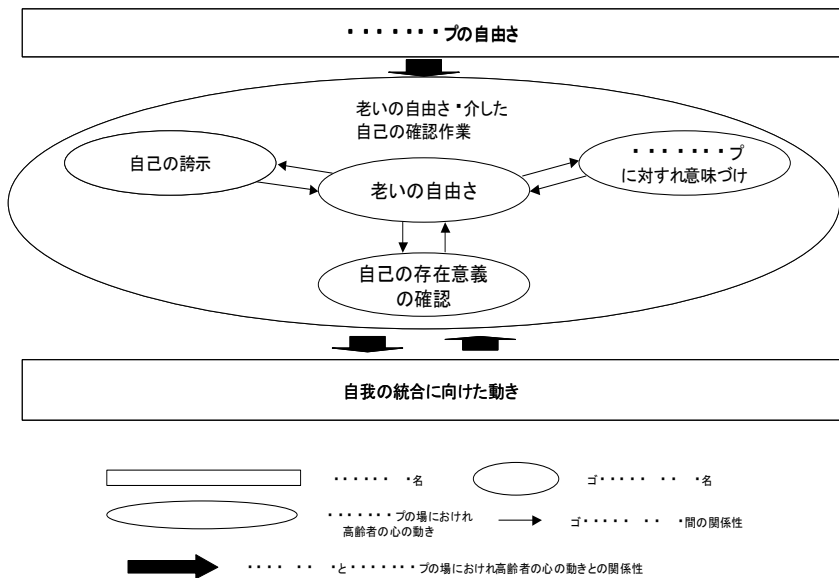 ・・・・・・・プの自由さ
老いの自由さ・介した
自己の確認作業
自己の誇示
・・・・・・・プ
に対すれ意味づけ
老いの自由さ
自己の存在意義
の確認
自我の統合に向けた動き
・・・・・・ ・名
ゴ・・・・・ ・・ ・名
・・・・・・・プの場におけれ
高齢者の心の動き
ゴ・・・・・ ・・ ・間の関係性
・・・・ ・・ ・と・・・・・・・プの場におけれ高齢者の心の動きとの関係性